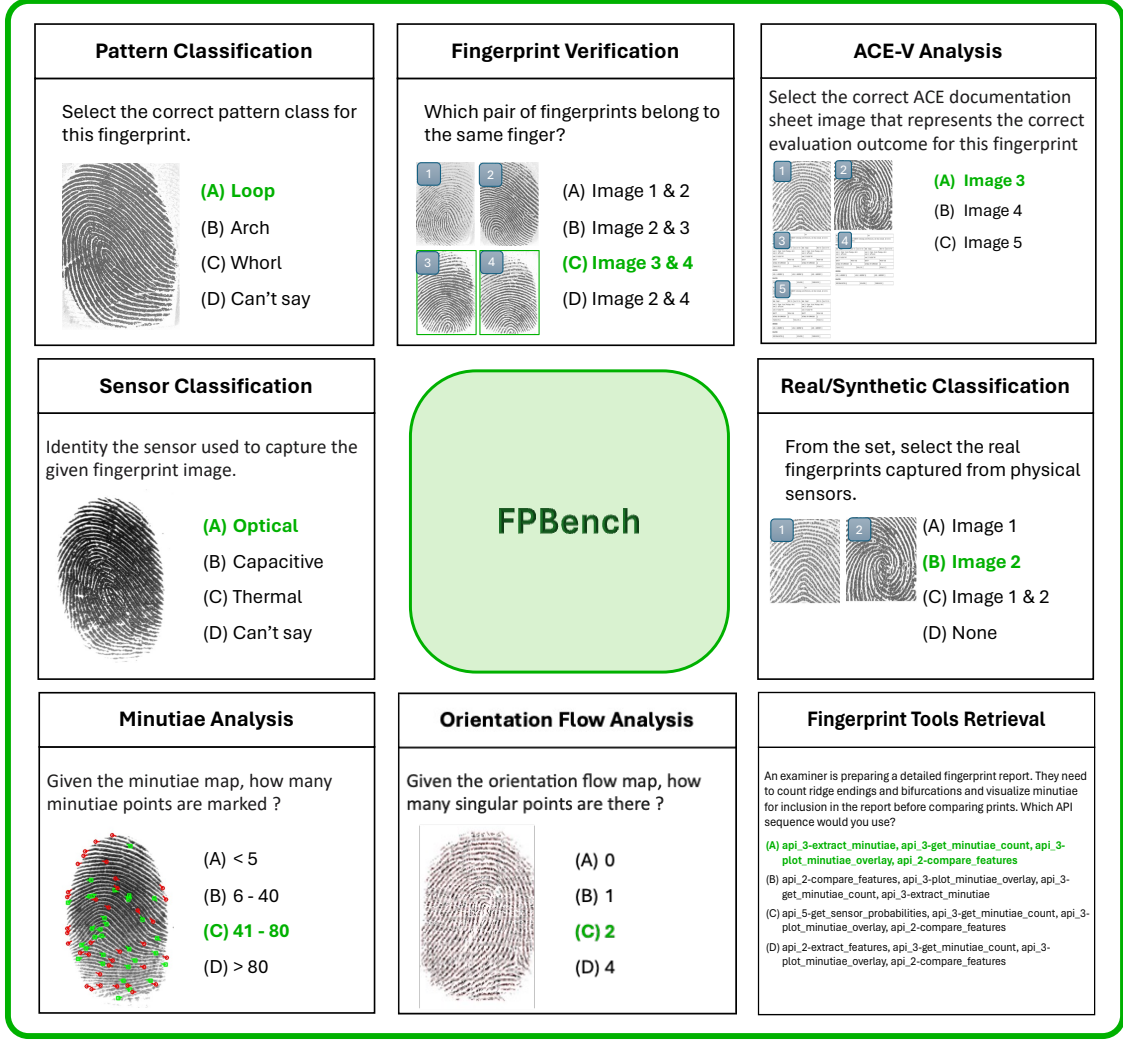 Pattern Classification
Select the correct pattern class for
this fingerprint.
(A) Loop
(B) Arch
(C) Whorl
(D) Can't say
Fingerprint Verification
Which pair of fingerprints belong to
the same finger?
1
2
3
4
(A) Image 1 & 2
(B) Image 2 & 3
(C) Image 3 & 4
(D) Image 2 & 4
ACE-V Analysis
Select the correct ACE documentation
sheet image that represents the correct
evaluation outcome for this fingerprint
1
2
3
4
5
(A) Image 3
(B) Image 4
(C) Image 5
Sensor Classification
Identity the sensor used to capture the
given fingerprint image.
(A) Optical
(B) Capacitive
(C) Thermal
(D) Can't say
FPBench
Real/Synthetic Classification
From the set, select the real
fingerprints captured from physical
sensors.
1
2
(A) Image 1
(B) Image 2
(C) Image 1 & 2
(D) None
Minutiae Analysis
Given the minutiae map, how many
minutiae points are marked ?
(A) < 5
(B) 6 - 40
(C) 41 - 80
(D) > 80
Orientation Flow Analysis
Given the orientation flow map, how
many singular points are there ?
(A) 0
(B) 1
(C) 2
(D) 4
Fingerprint Tools Retrieval
An examiner is preparing a detailed fingerprint report. They need
to count ridge endings and bifurcations and visualize minutiae
for inclusion in the report before comparing prints. Which API
sequence would you use?
(A) api_3-extract_minutiae, api_3-get_minutiae_count, api_3-
plot_minutiae_overlay, api_2-compare_features
(B) api_2-compare_features, api_3-plot_minutiae_overlay, api_3-
get_minutiae_count, api_3-extract_minutiae
(C) api_5-get_sensor_probabilities, api_3-get_minutiae_count, api_3-
plot_minutiae_overlay, api_2-compare_features
(D) api_2-extract_features, api_3-get_minutiae_count, api_3-
plot_minutiae_overlay, api_2-compare_features